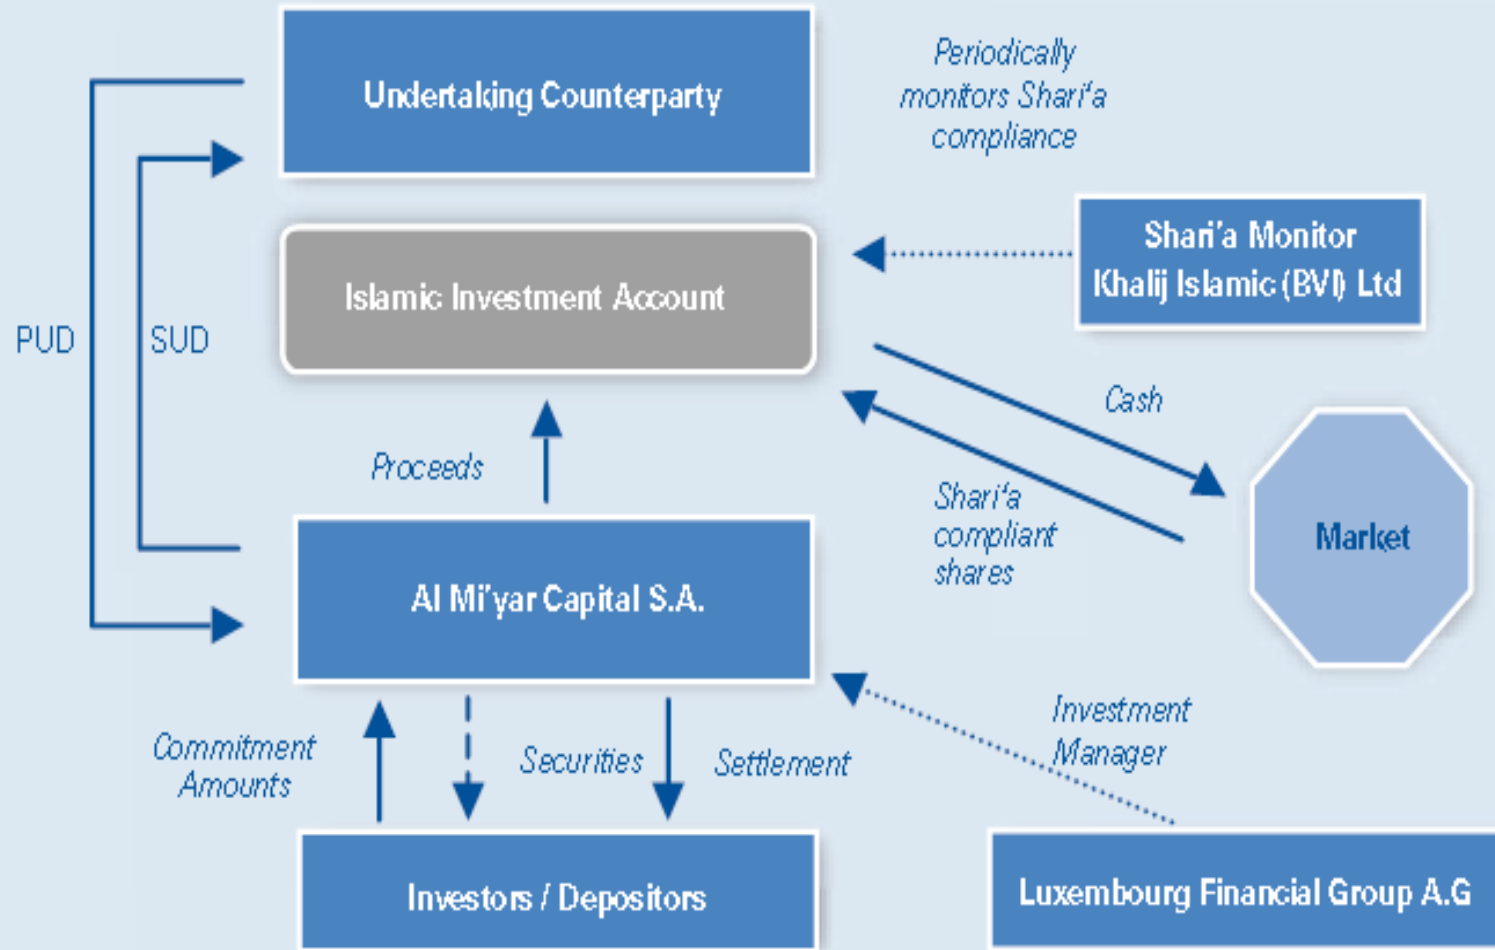 Undertaking Counterparty
Periodically
monitors Shari'a
compliance
Shari'a Monitor
Khalij Islamic (BVI) Ltd
Islamic Investment Account
PUD
SUD
Cash
Proceeds
Shari'a
compliant
shares
Market
Al Mi'yar Capital S.A.
Investment
Manager
Commitment
Amounts
Securities
Settlement
Investors / Depositors
Luxembourg Financial Group A.G